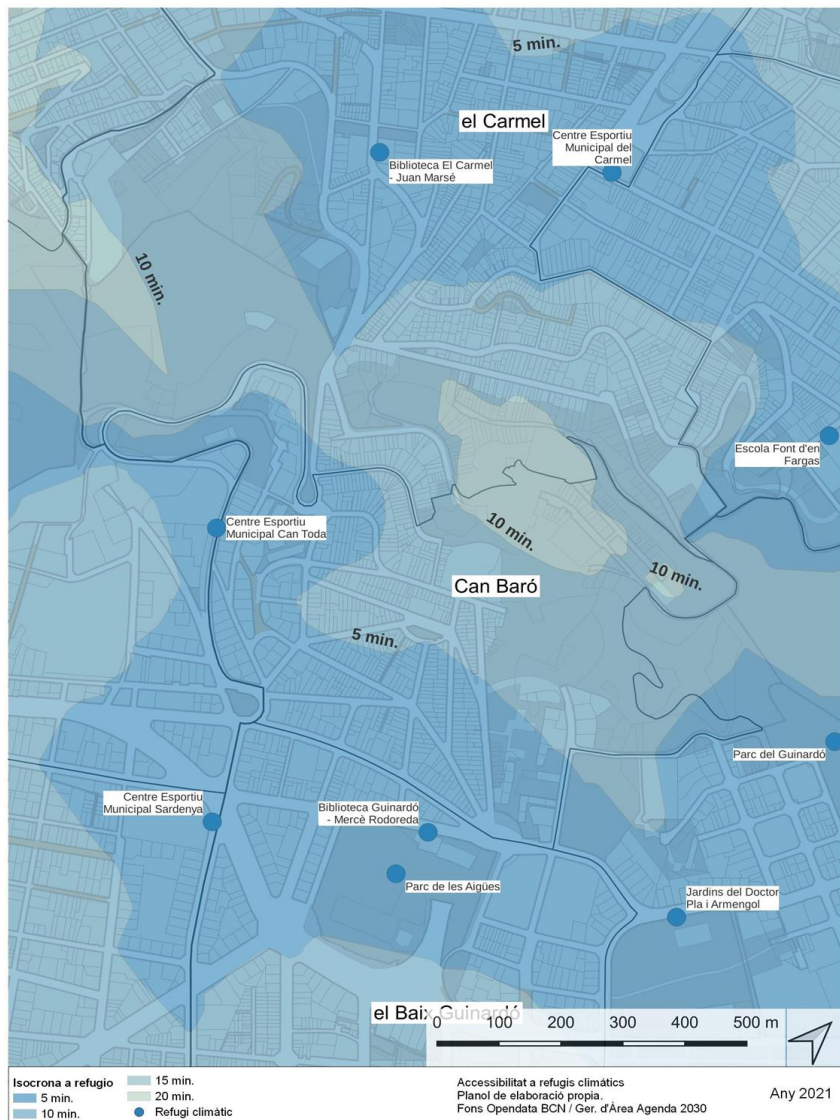 5 min.
el Carmel
Centre Esportiu
Municipal del
Carmel
Biblioteca El Carmel
- Juan Marsé
10 min.
Escola Font d'en
Fargas
Centre Esportiu
Municipal Can Toda
10 min.
10 min.
Can Baró
5 min.
Parc del Guinardó
Centre Esportiu
Municipal Sardenya
Biblioteca Guinardó
- Mercè Rodoreda
Parc de les Aigües
Jardins del Doctor
Pla i Armengol
el Baix Guinardó
0 100 200 300 400 500 m
Isocrona a refugio
5 min.
10 min.
15 min.
20 min.
Refugi climàtic
Accessibilitat a refugis climàtics
Planol de elaboració propia.
Fons Opendata BCN / Ger. d'Àrea Agenda 2030
Any 2021